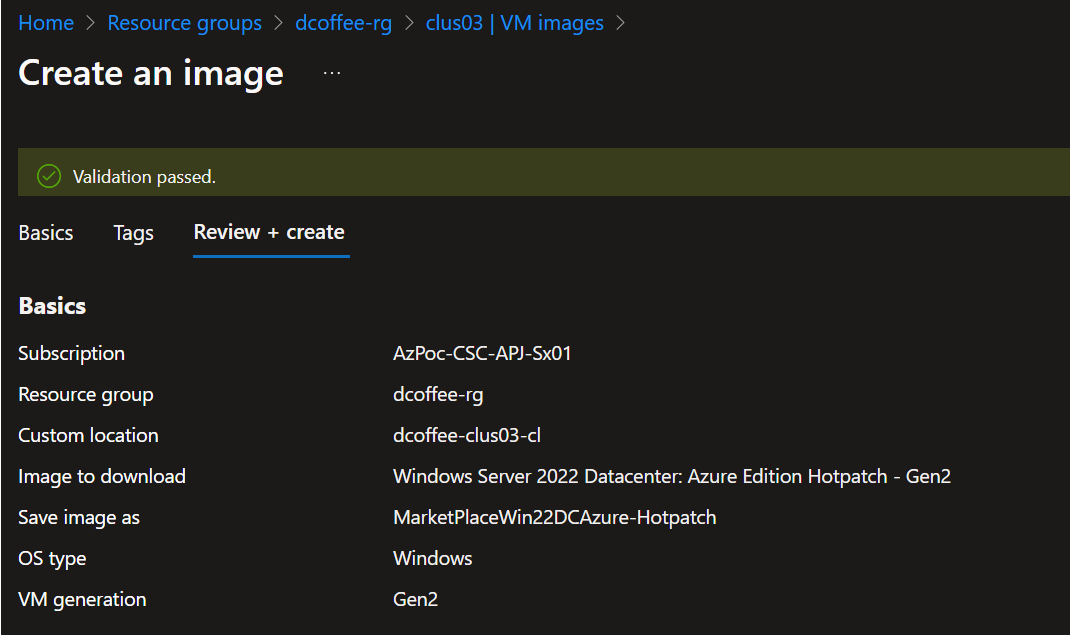 Home > Resource groups > dcoffee-rg > clus03 | VM images >
Create an image ...
Validation passed.
Basics Tags Review + create
Basics
Subscription AzPoc-CSC-APJ-Sx01
Resource group dcoffee-rg
Custom location dcoffee-clus03-cl
Image to download Windows Server 2022 Datacenter: Azure Edition Hotpatch - Gen2
Save image as MarketPlaceWin22DCAzure-Hotpatch
OS type Windows
VM generation Gen2